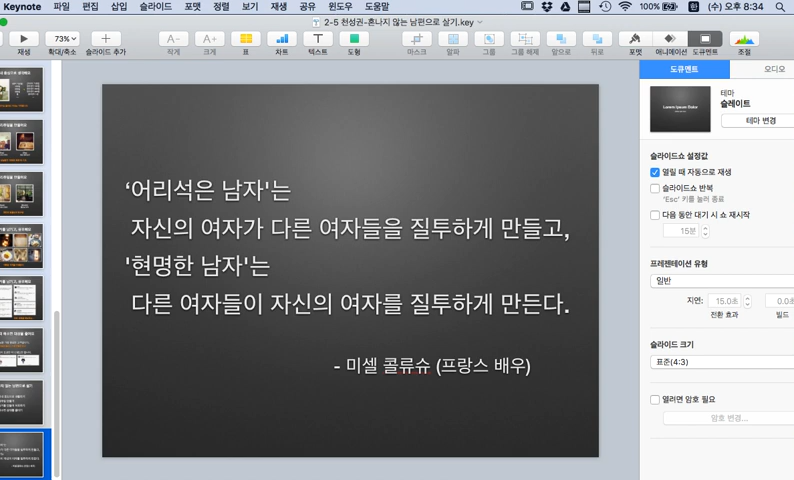 Keynote 파일 편집 삽입 슬라이드 포맷 정렬 보기 재생 공유 윈도우 도움말 100% (수) 오후 8:34
2-5 천성권-혼나지 않는 남편으로 살기.key
73%
재생 확대/축소 슬라이드 추가 작게 크게 표 차트 텍스트 도형 마스크 알파 그룹 그룹 해제 앞으로 뒤로 포맷 애니메이션 도큐멘트 조절
도큐멘트 오디오
Lorem Ipsum Dolor
테마
슬레이트
테마 변경
슬라이드쇼 설정값
열릴 때 자동으로 재생
슬라이드쇼 반복
'Esc' 키를 눌러 종료
다음 동안 대기 시 쇼 재시작
15분
프레젠테이션 유형
일반
지연: 15.0초 0.0초
전환 효과 빌드
슬라이드 크기
표준(4:3)
열려면 암호 필요
암호 변경...
‘어리석은 남자'는
자신의 여자가 다른 여자들을 질투하게 만들고,
'현명한 남자'는
다른 여자들이 자신의 여자를 질투하게 만든다.
- 미셸 콜류슈 (프랑스 배우)